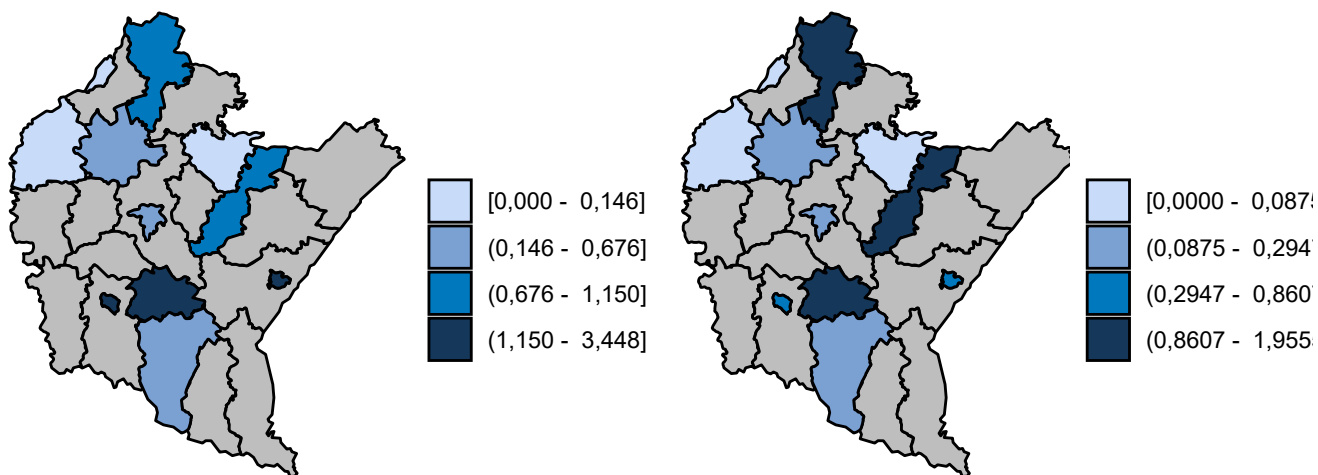 [0,000 - 0,146]
(0,146 - 0,676]
(0,676 - 1,150]
(1,150 - 3,448]
[0,0000 - 0,087
(0,0875 - 0,294
(0,2947 - 0,860
(0,8607 - 1,955